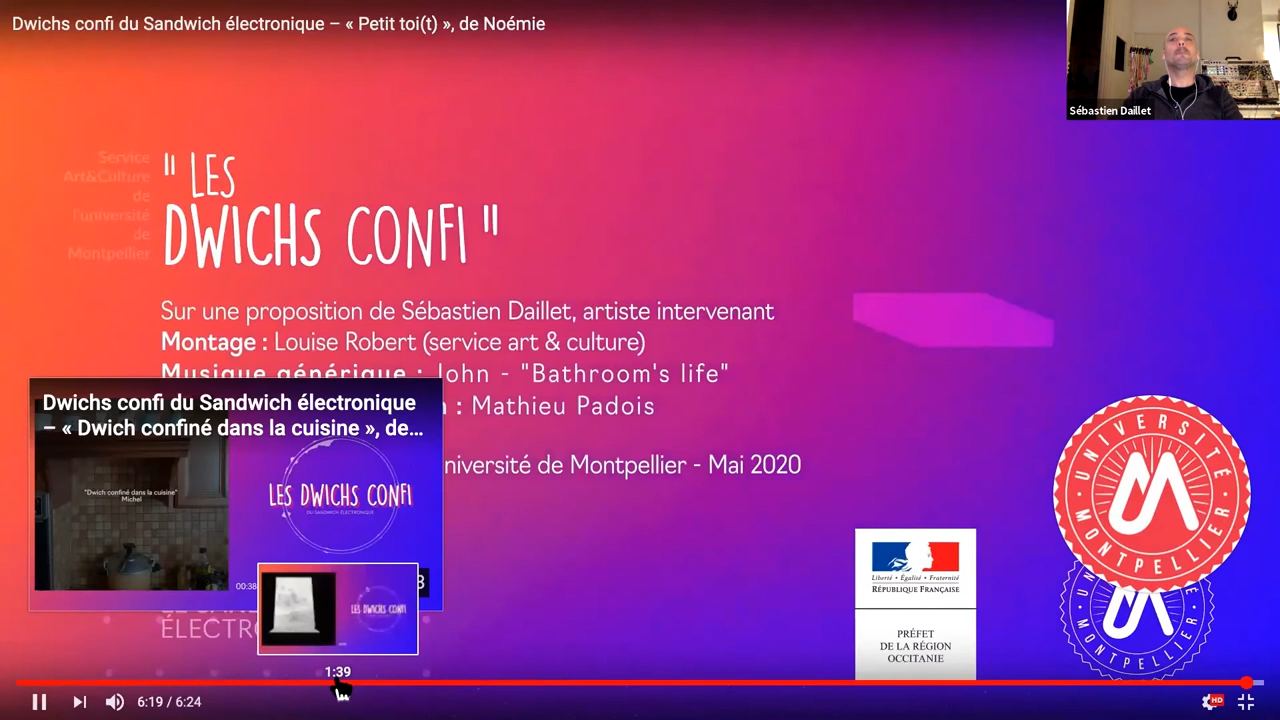 Dwichs confi du Sandwich électronique – « Petit toi(t) », de Noémie
Sébastien Daillet
Service
Art&Culture
de
l'université
de
Montpellier
" LES
DWICHS CONFI "
Sur une proposition de Sébastien Daillet, artiste intervenant
Montage : Louise Robert (service art & culture)
Musique générique : John - "Bathroom's life"
: Mathieu Padois
niversité de Montpellier - Mai 2020
Dwichs confi du Sandwich électronique
– « Dwich confiné dans la cuisine », de...
"Dwich confiné dans la cuisine"
Michel
LES DWICHS CONFI
DU SANDWICH ÉLECTRONIQUE
00:38
LES DWICHS CONFI
ÉLECTR
1:39
UNIVERSITÉ
MONTPELLIER
Liberté • Égalité • Fraternité
RÉPUBLIQUE FRANÇAISE
PRÉFET
DE LA RÉGION
OCCITANIE
MONTPELLIER
6:19 / 6:24
HD